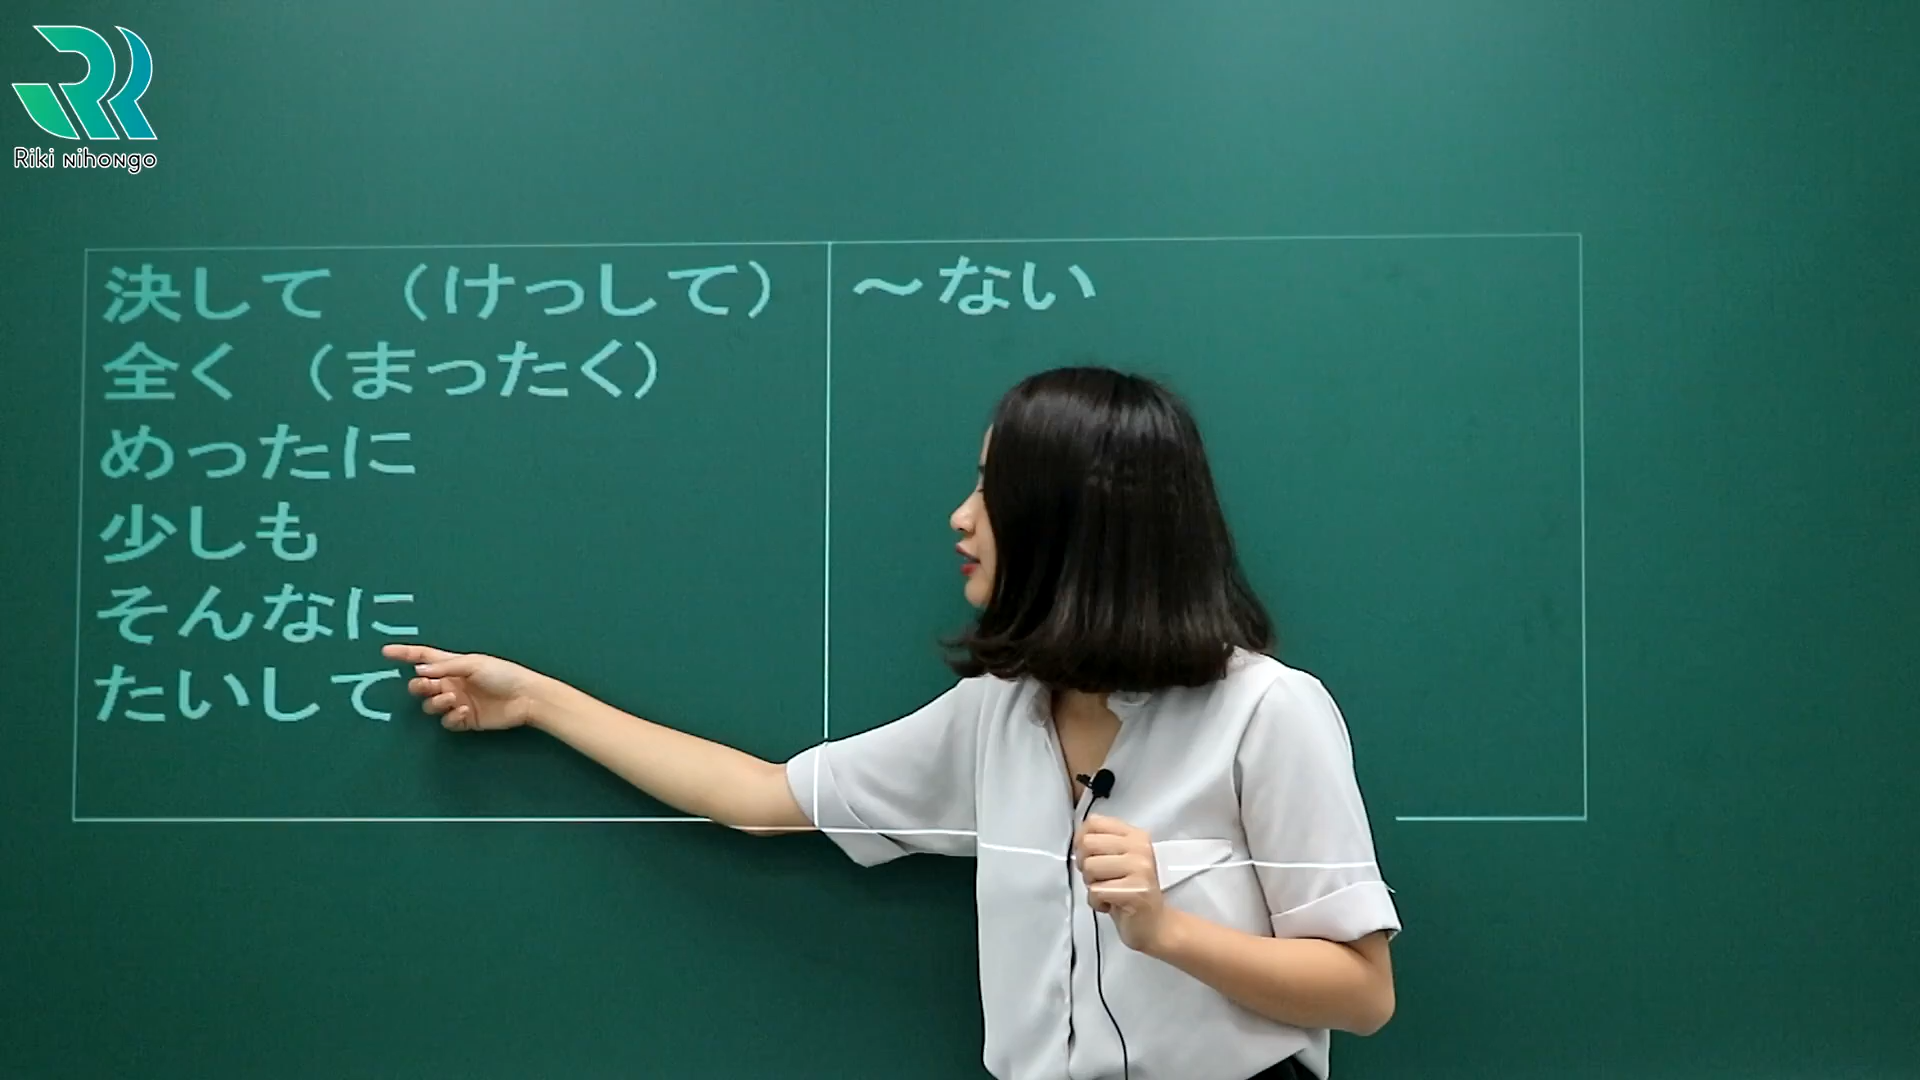 Riki nihongo
決して （けっして） ～ない
全く （まったく）
めったに
少しも
そんなに
たいして